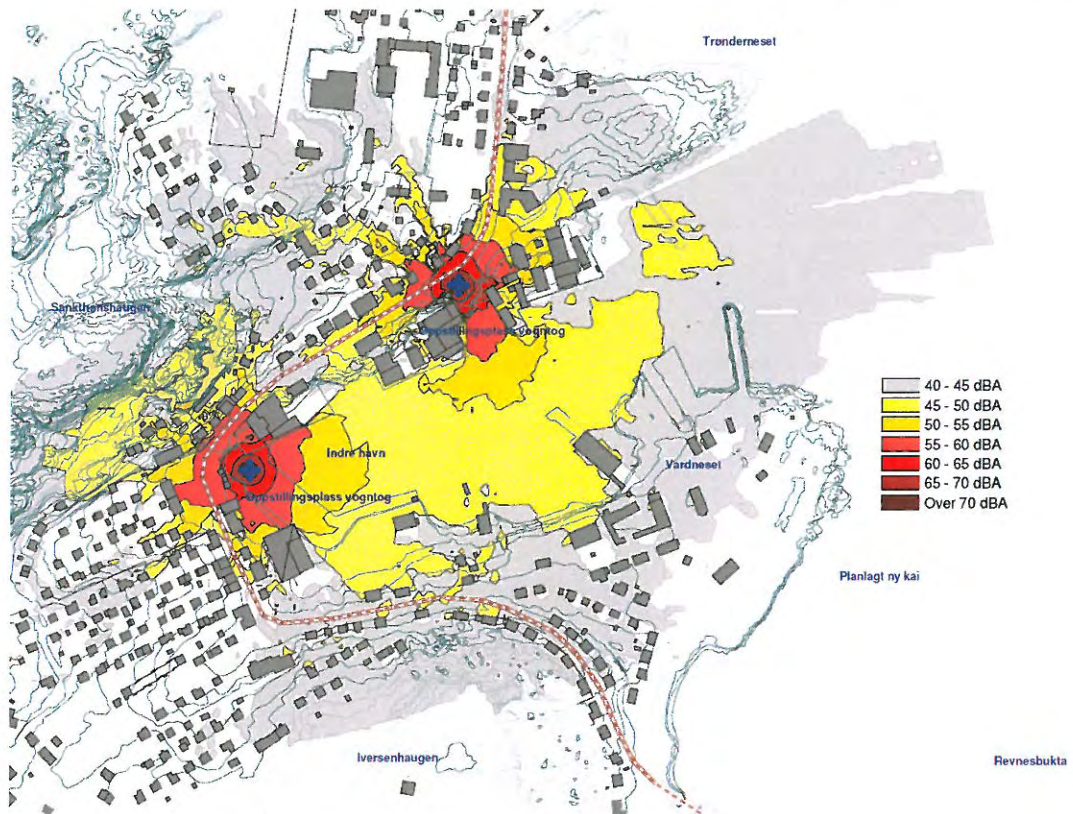 Trønderneset
Sankthanshaugen
Oppstillingsplass vogntog
40 - 45 dBA
45 - 50 dBA
50 - 55 dBA
55 - 60 dBA
60 - 65 dBA
65 - 70 dBA
Over 70 dBA
Indre havn
Vardneset
Oppstillingsplass vogntog
Planlagt ny kai
Iversenhaugen
Revnesbukta